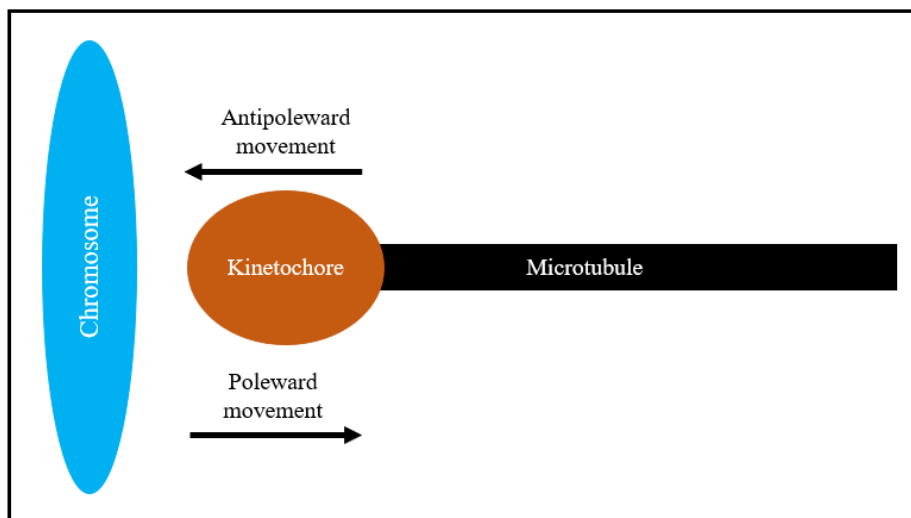 Antipoleward
movement
Chromosome
Kinetochore
Microtubule
Poleward
movement